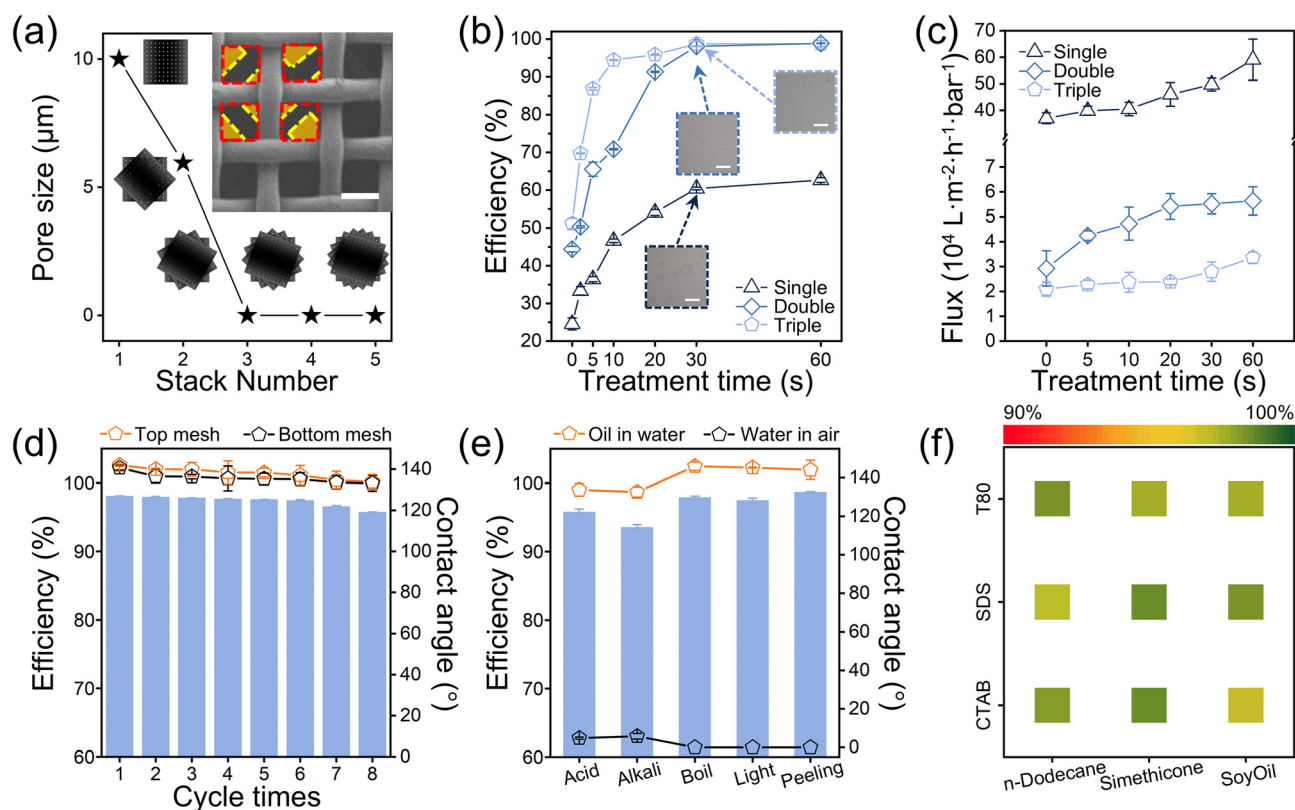 (a)
Pore size (μm)
10
5
0
1 2 3 4 5
Stack Number
(b)
Efficiency (%)
100
90
80
70
60
50
40
30
20
Single
Double
Triple
0 5 10 20 30 60
Treatment time (s)
(c)
Flux (10⁴ L·m⁻²·h⁻¹·bar⁻¹)
70
60
50
40
7
6
5
4
3
2
1
0
Single
Double
Triple
0 5 10 20 30 60
Treatment time (s)
(d)
Top mesh Bottom mesh
Efficiency (%)
100
90
80
70
60
140
120
100
80
60
40
20
0
Contact angle (°)
1 2 3 4 5 6 7 8
Cycle times
(e)
Oil in water Water in air
Efficiency (%)
100
90
80
70
60
140
120
100
80
60
40
20
0
Contact angle (°)
Acid Alkali Boil Light Peeling
(f)
90% 100%
T80
SDS
CTAB
n-Dodecane Simethicone SoyOil